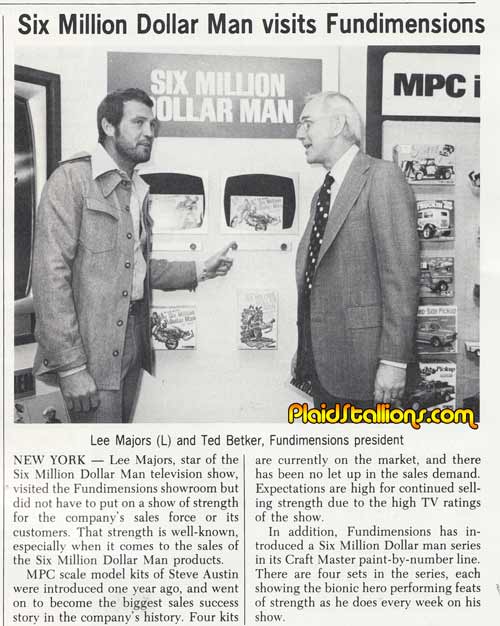 Six Million Dollar Man visits Fundimensions
SIX MILLION
DOLLAR MAN
MPC i
PlaidStallions.com
Lee Majors (L) and Ted Betker, Fundimensions president
NEW YORK — Lee Majors, star of the
Six Million Dollar Man television show,
visited the Fundimensions showroom but
did not have to put on a show of strength
for the company's sales force or its
customers. That strength is well-known,
especially when it comes to the sales of
the Six Million Dollar Man products.
MPC scale model kits of Steve Austin
were introduced one year ago, and went
on to become the biggest sales success
story in the company's history. Four kits
are currently on the market, and there
has been no let up in the sales demand.
Expectations are high for continued sell-
ing strength due to the high TV ratings
of the show.
In addition, Fundimensions has in-
troduced a Six Million Dollar man series
in its Craft Master paint-by-number line.
There are four sets in the series, each
showing the bionic hero performing feats
of strength as he does every week on his
show.